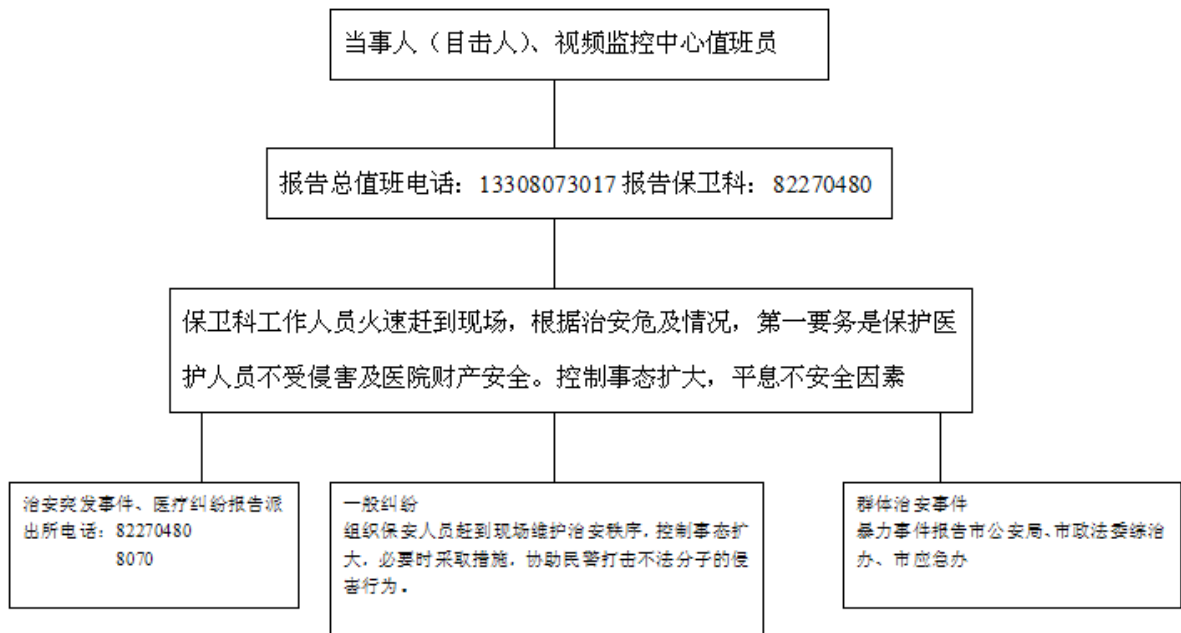 当事人（目击人）、视频监控中心值班员
报告总值班电话：13308073017 报告保卫科：82270480
保卫科工作人员火速赶到现场，根据治安危及情况，第一要务是保护医
护人员不受侵害及医院财产安全。控制事态扩大，平息不安全因素
治安突发事件、医疗纠纷报告派
出所电话：82270480
8070
一般纠纷
组织保安人员赶到现场维护治安秩序，控制事态扩
大，必要时采取措施，协助民警打击不法分子的侵
害行为。
群体治安事件
暴力事件报告市公安局、市政法委综治
办、市应急办